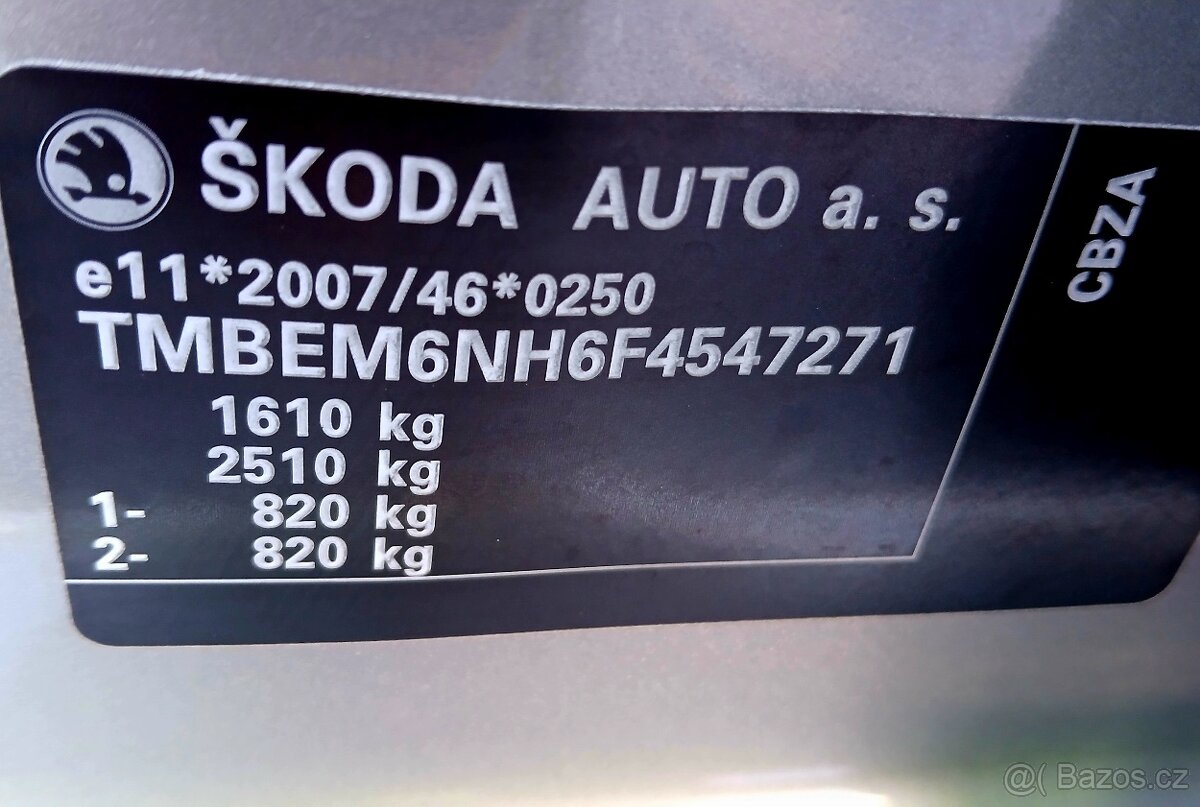 ŠKODA AUTO a. s.
e11*2007/46*0250
TMBEM6NH6F4547271
1610 kg
2510 kg
1- 820 kg
2- 820 kg
CBZA
@( Bazos.cz